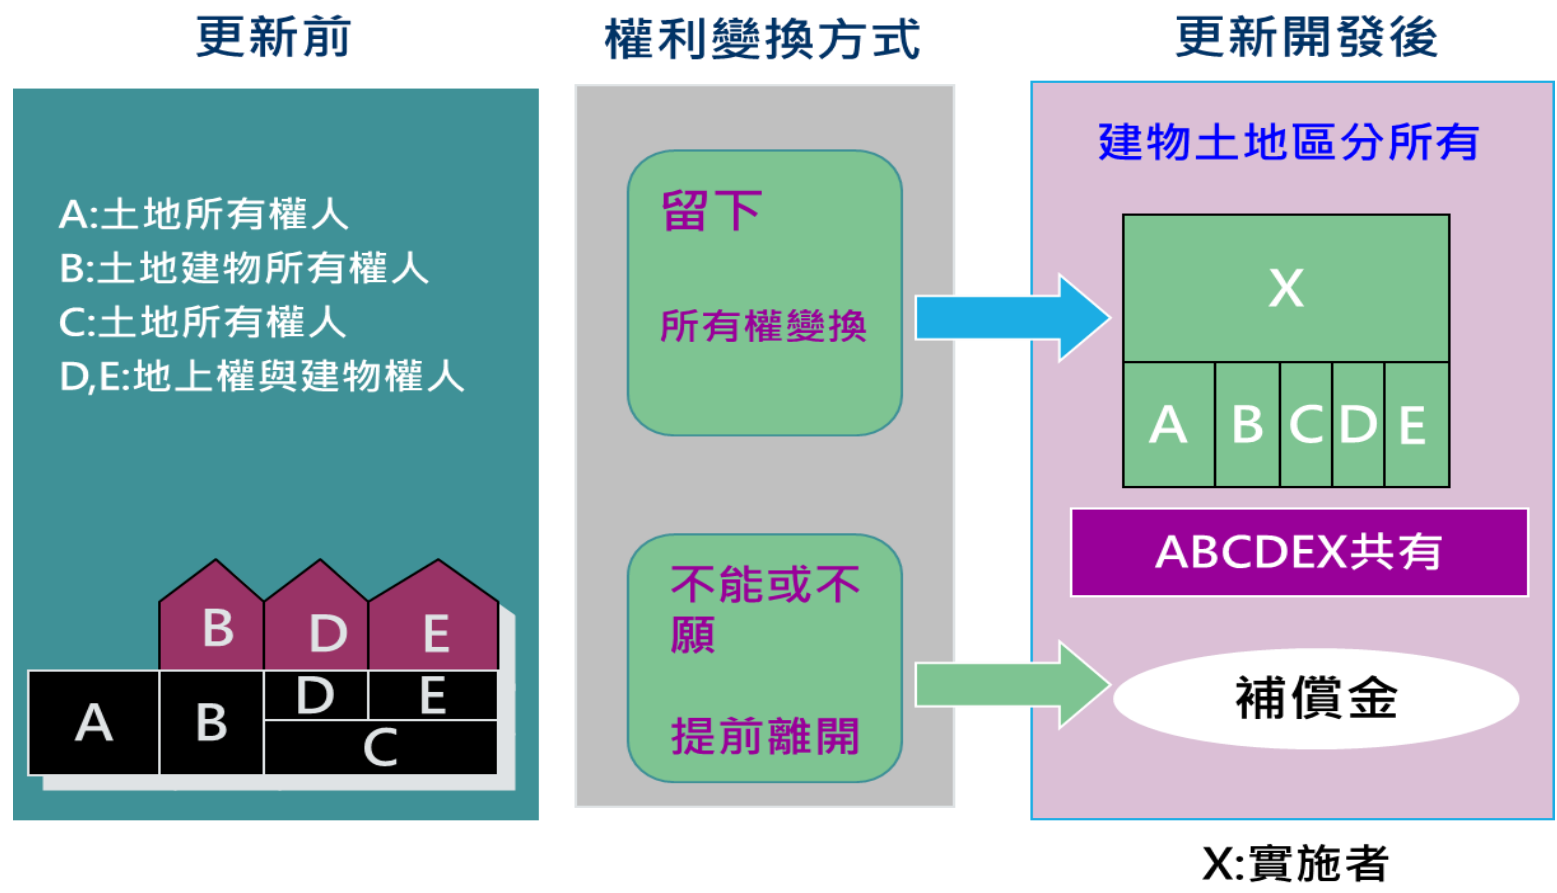 更新前
權利變換方式
更新開發後
A:土地所有權人
B:土地建物所有權人
C:土地所有權人
D,E:地上權與建物權人
B
D
E
A
B
D
E
C
留下
所有權變換
不能或不
願
提前離開
建物土地區分所有
X
A
B
C
D
E
ABCDEX共有
補償金
X:實施者